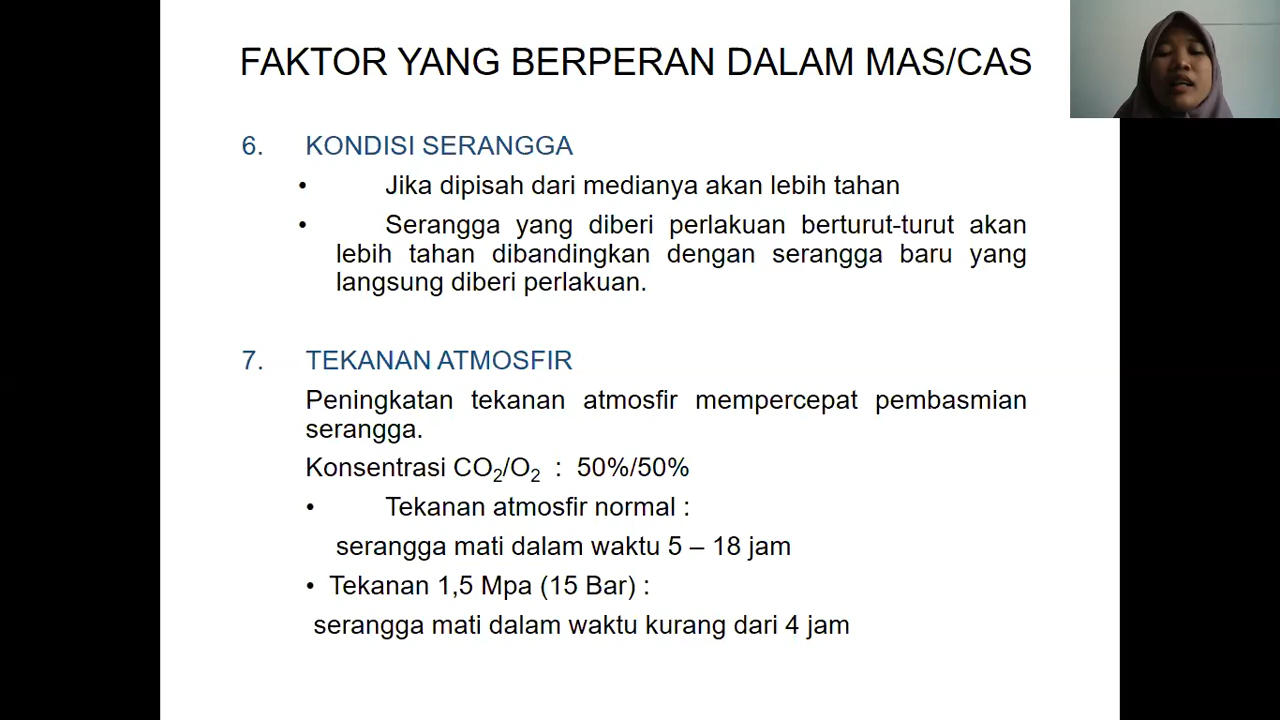 FAKTOR YANG BERPERAN DALAM MAS/CAS
6. KONDISI SERANGGA
• Jika dipisah dari medianya akan lebih tahan
• Serangga yang diberi perlakuan berturut-turut akan
lebih tahan dibandingkan dengan serangga baru yang
langsung diberi perlakuan.
7. TEKANAN ATMOSFIR
Peningkatan tekanan atmosfir mempercepat pembasmian
serangga.
Konsentrasi CO₂/O₂ : 50%/50%
• Tekanan atmosfir normal :
serangga mati dalam waktu 5 – 18 jam
• Tekanan 1,5 Mpa (15 Bar) :
serangga mati dalam waktu kurang dari 4 jam